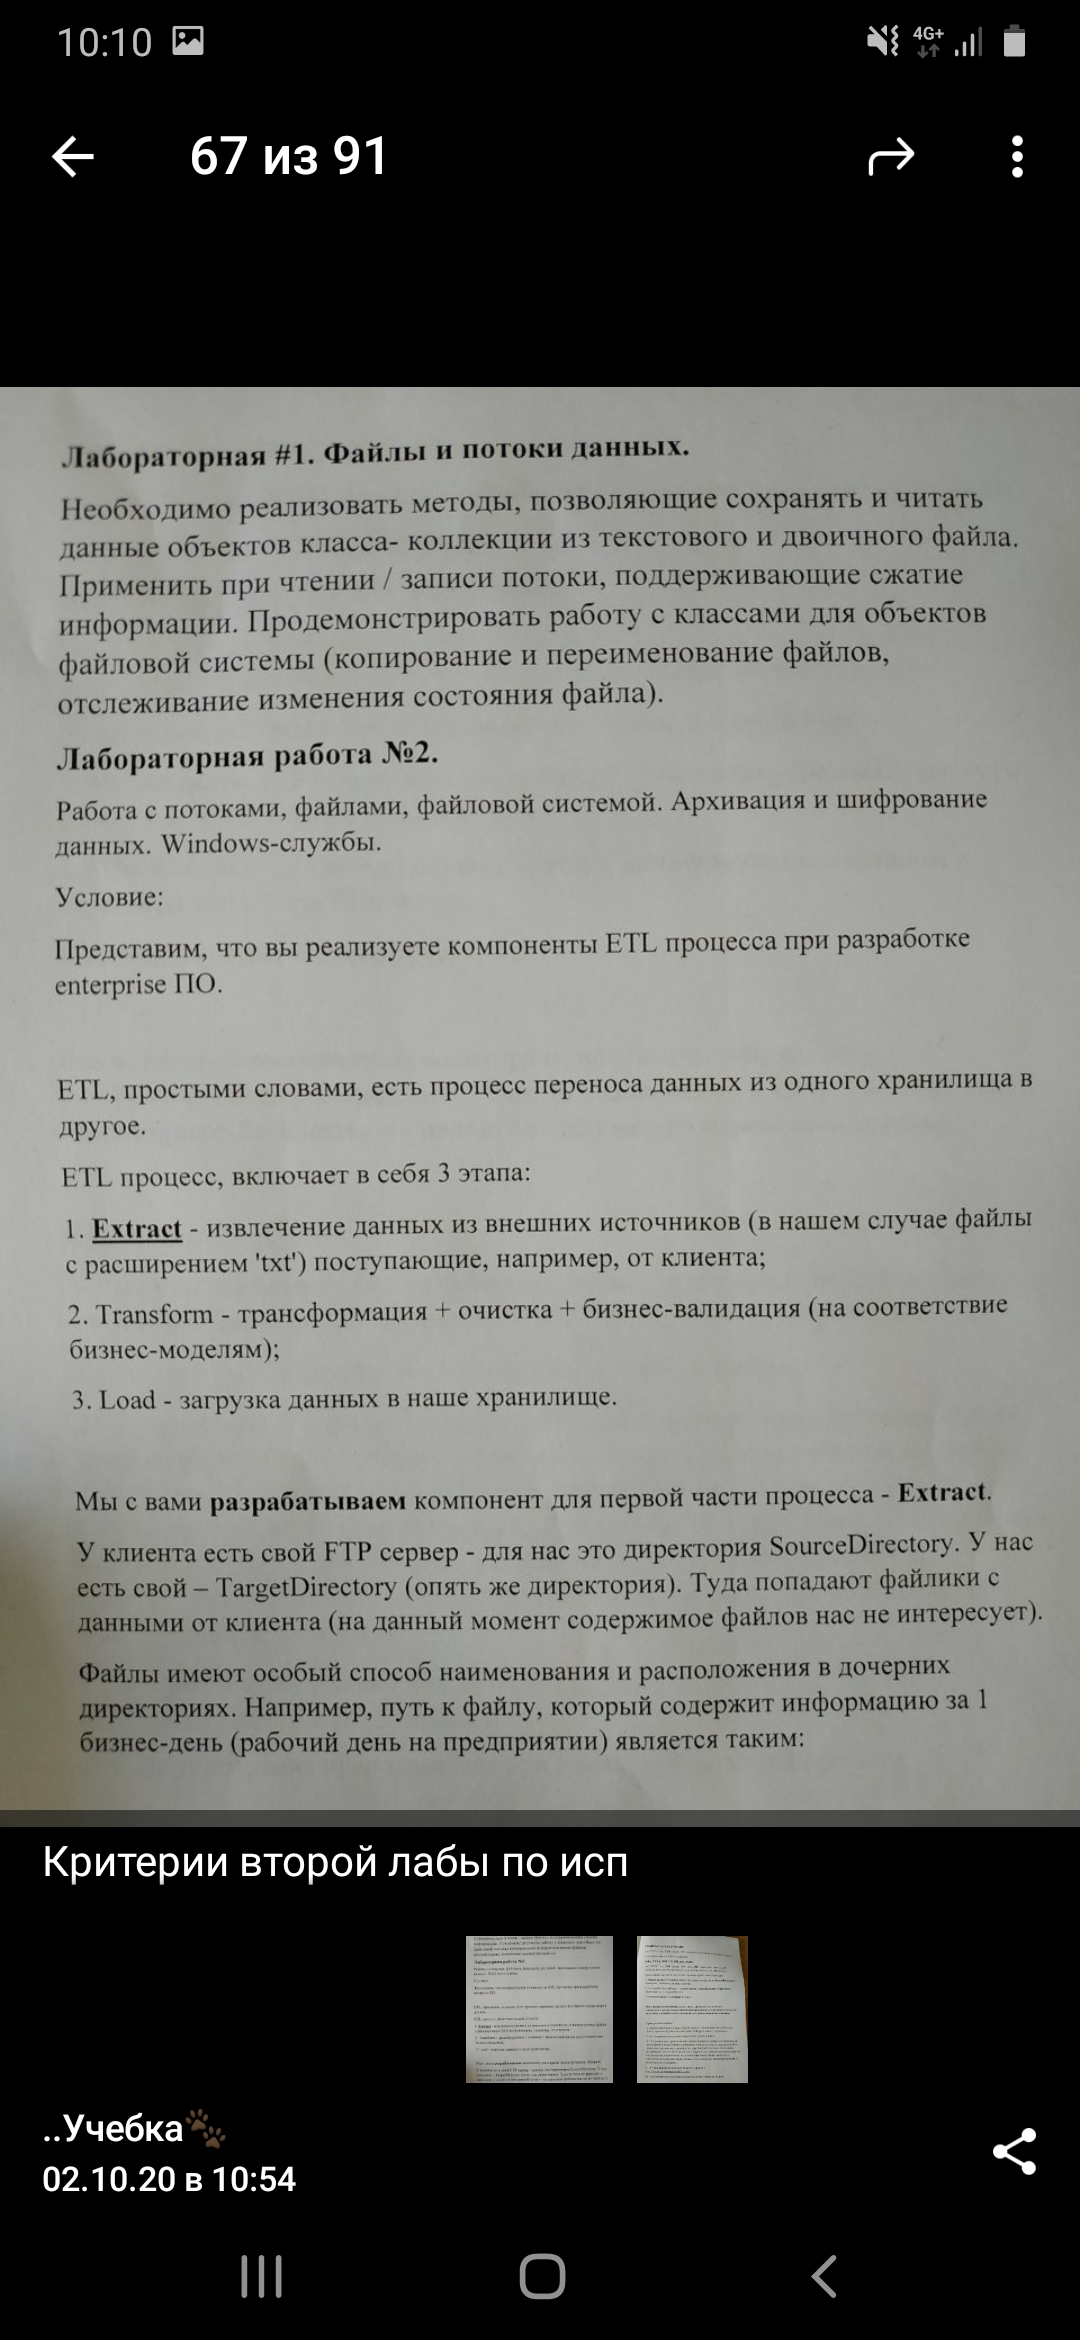 10:10
4G+
67 из 91
Лабораторная #1. Файлы и потоки данных.
Необходимо реализовать методы, позволяющие сохранять и читать
данные объектов класса- коллекции из текстового и двоичного файла.
Применить при чтении / записи потоки, поддерживающие сжатие
информации. Продемонстрировать работу с классами для объектов
файловой системы (копирование и переименование файлов,
отслеживание изменения состояния файла).
Лабораторная работа №2.
Работа с потоками, файлами, файловой системой. Архивация и шифрование
данных. Windows-службы.
Условие:
Представим, что вы реализуете компоненты ETL процесса при разработке
enterprise ПО.
ETL, простыми словами, есть процесс переноса данных из одного хранилища в
другое.
ETL процесс, включает в себя 3 этапа:
1. Extract - извлечение данных из внешних источников (в нашем случае файлы
с расширением 'txt') поступающие, например, от клиента;
2. Transform - трансформация + очистка + бизнес-валидация (на соответствие
бизнес-моделям);
3. Load - загрузка данных в наше хранилище.
Мы с вами разрабатываем компонент для первой части процесса - Extract.
У клиента есть свой FTP сервер - для нас это директория SourceDirectory. У нас
есть свой – TargetDirectory (опять же директория). Туда попадают файлики с
данными от клиента (на данный момент содержимое файлов нас не интересует).
Файлы имеют особый способ наименования и расположения в дочерних
директориях. Например, путь к файлу, который содержит информацию за 1
бизнес-день (рабочий день на предприятии) является таким:
Критерии второй лабы по исп
..Учебка🐾
02.10.20 в 10:54